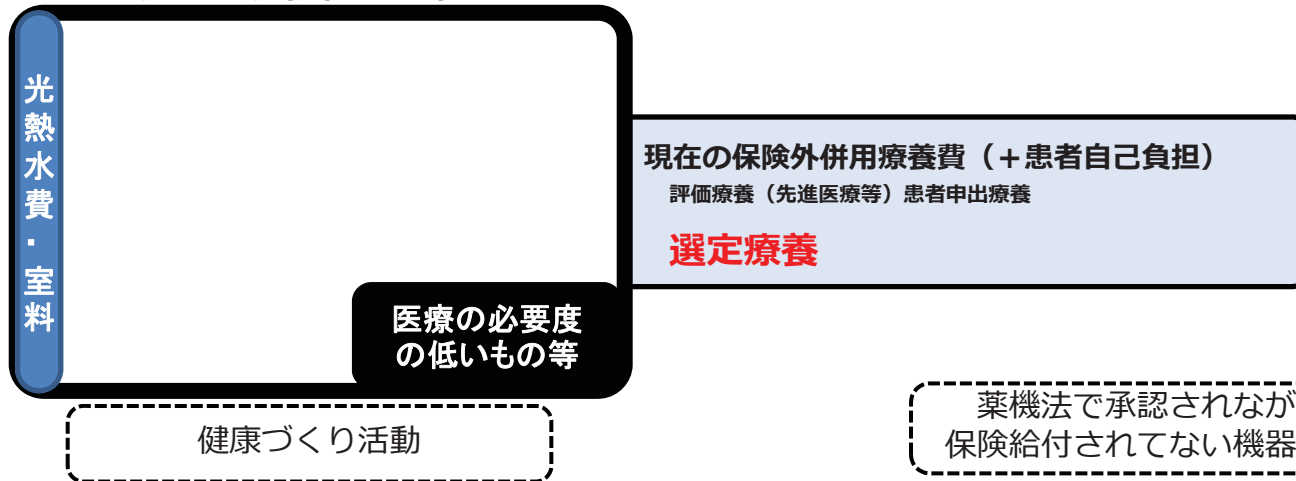 光熱水費・室料
現在の保険外併用療養費（＋患者自己負担）
評価療養（先進医療等）患者申出療養
選定療養
医療の必要度
の低いもの等
健康づくり活動
薬機法で承認されなが
保険給付されてない機器